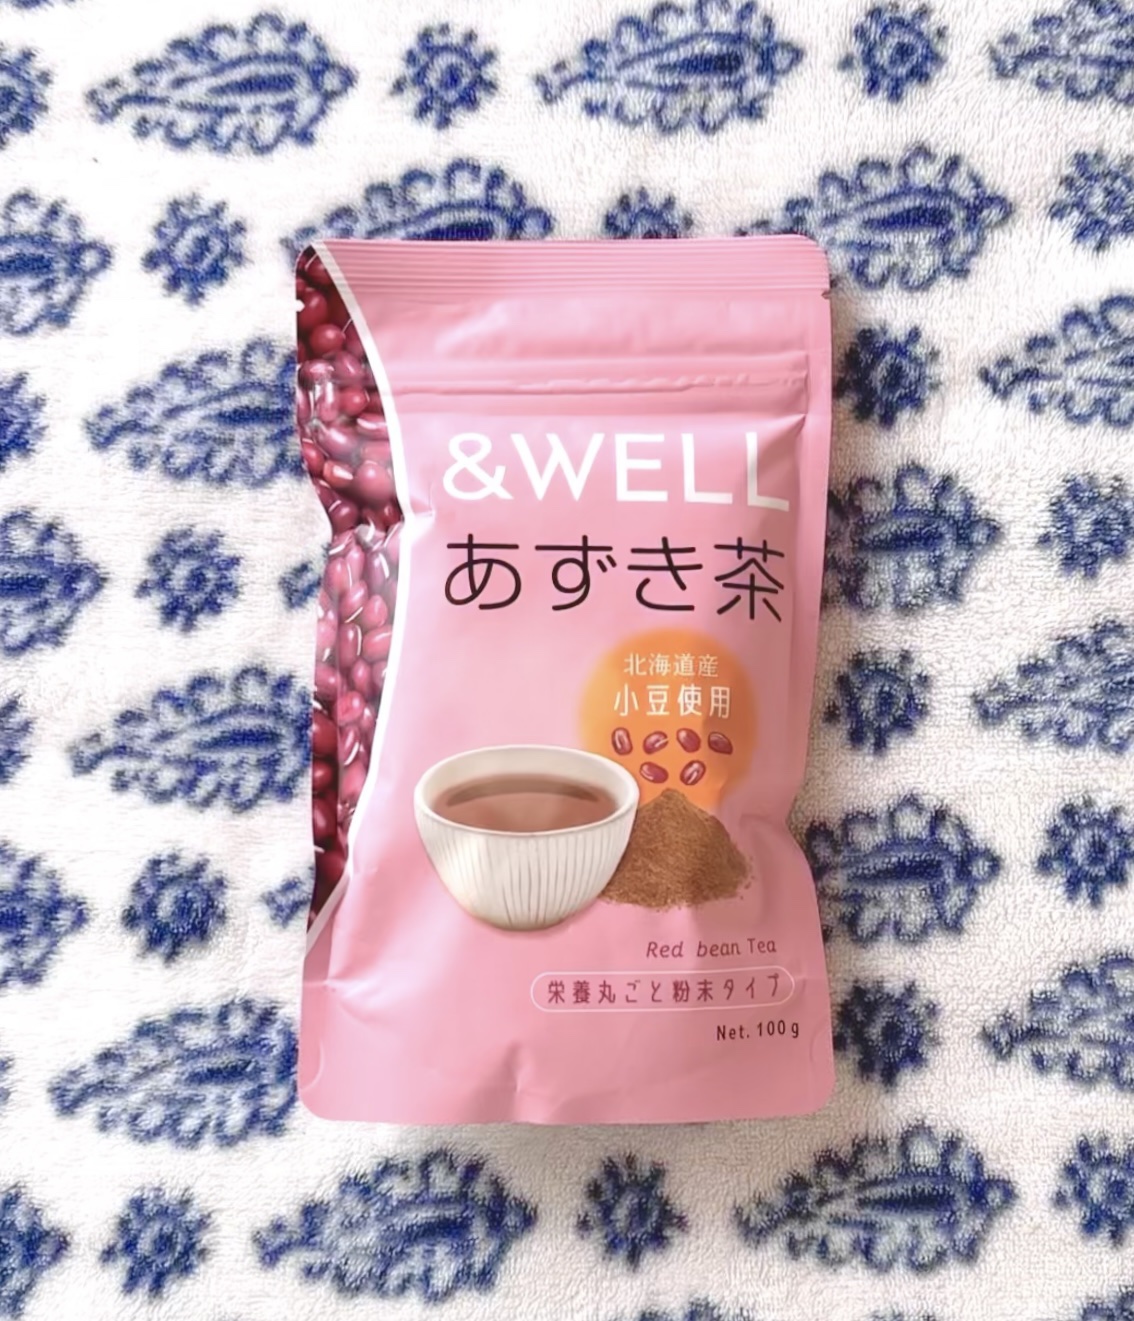 &WELL
あずき茶
北海道産
小豆使用
Red bean Tea
栄養丸ごと粉末タイプ
Net. 100g